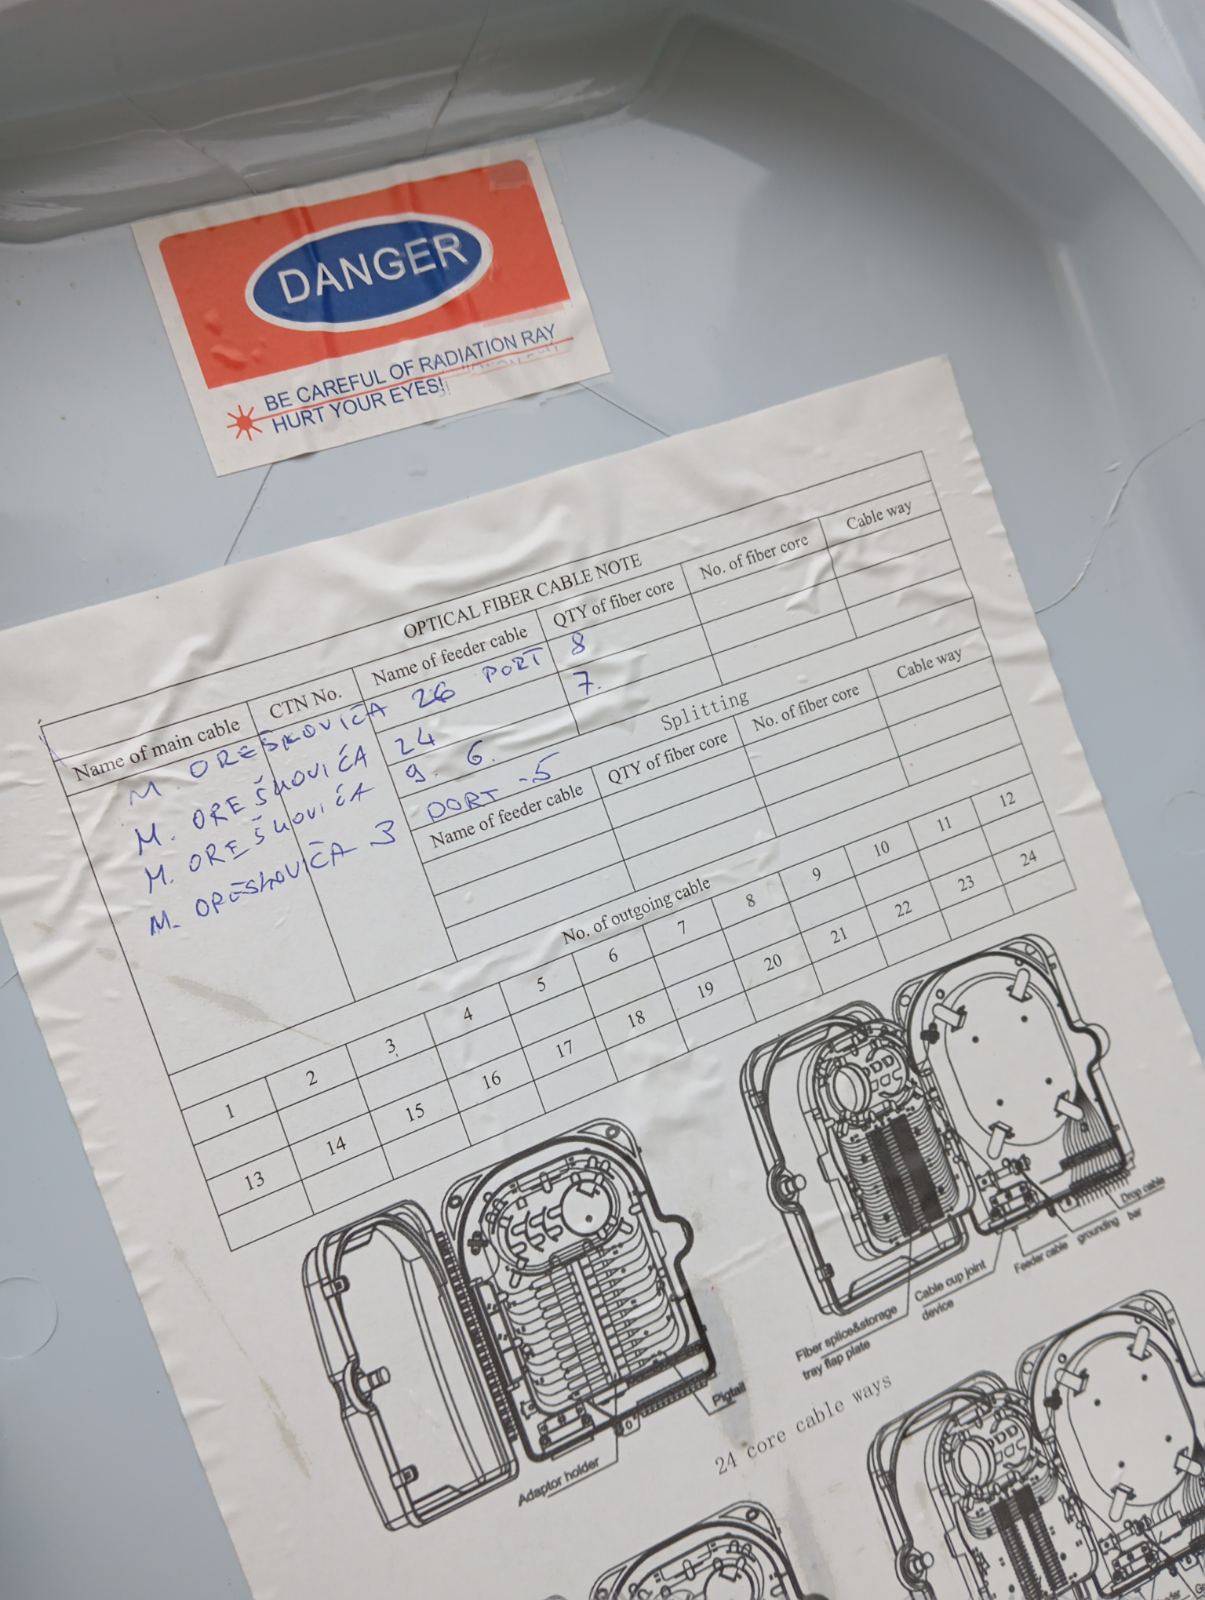 DANGER
BE CAREFUL OF RADIATION RAY
HURT YOUR EYES!
OPTICAL FIBER CABLE NOTE
Name of main cable CTN No. Name of feeder cable QTY of fiber core No. of fiber core Cable way
M. OREŠKOVIĆA 26 PORT 8
M. OREŠKOVIĆA 24 7.
M. OREŠKOVIĆA 9. 6.
M. OREŠKOVIĆA 3 PORT -5
Splitting
Name of feeder cable QTY of fiber core No. of fiber core Cable way
No. of outgoing cable
1 2 3 4 5 6 7 8 9 10 11 12
13 14 15 16 17 18 19 20 21 22 23 24
Adaptor holder
Pigtail
Fiber splice&storage
tray flap plate
Cable cup joint
device
Feeder cable grounding bar
Drop cable
24 core cable ways